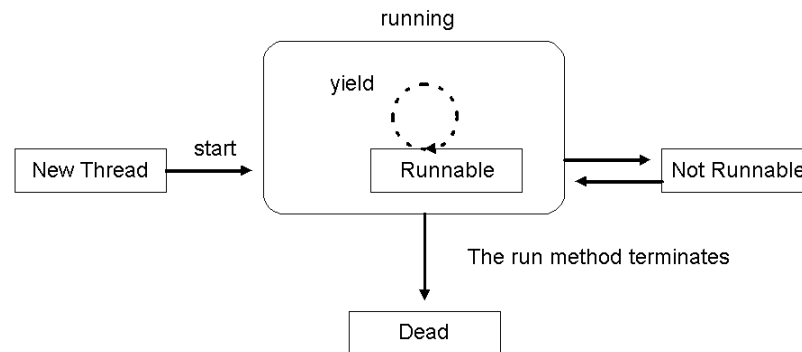 running
yield
start
New Thread
Runnable
Not Runnable
The run method terminates
Dead